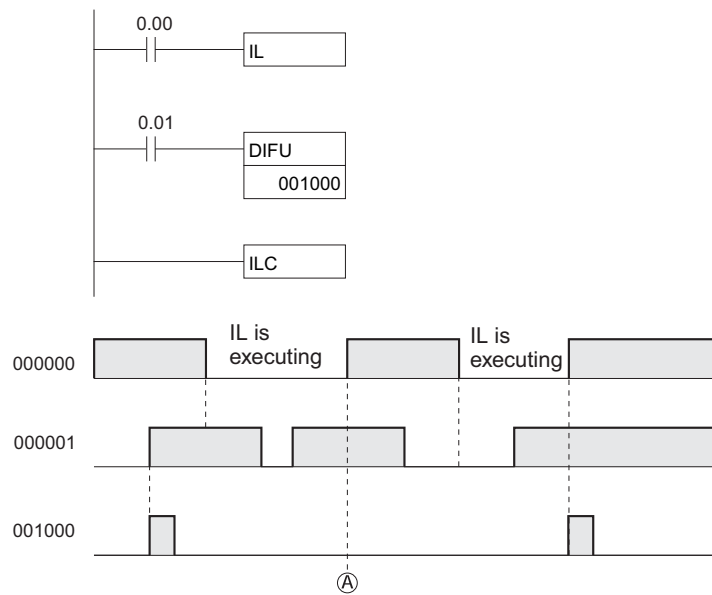 0.00
IL
0.01
DIFU
001000
ILC
IL is
executing
IL is
executing
000000
000001
001000
A